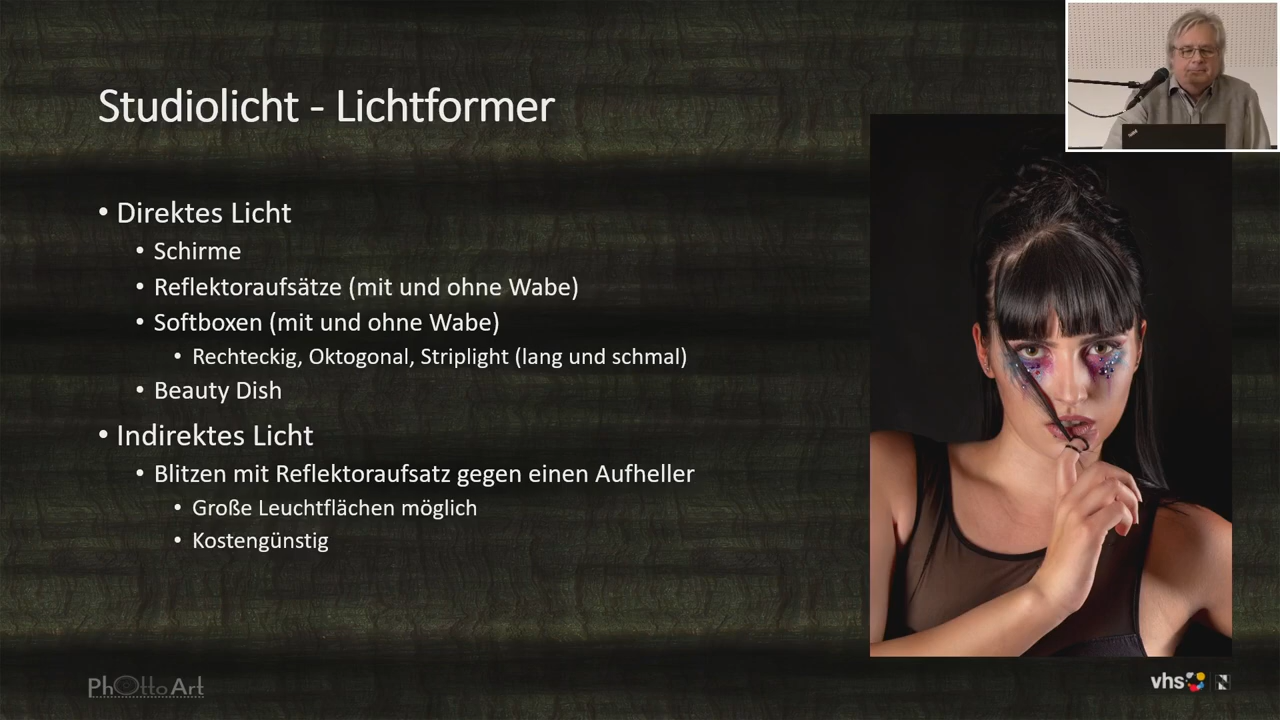 Studiolicht - Lichtformer
• Direktes Licht
• Schirme
• Reflektoraufsätze (mit und ohne Wabe)
• Softboxen (mit und ohne Wabe)
• Rechteckig, Oktogonal, Striplight (lang und schmal)
• Beauty Dish
• Indirektes Licht
• Blitzen mit Reflektoraufsatz gegen einen Aufheller
• Große Leuchtflächen möglich
• Kostengünstig
PhOttoArt
vhs